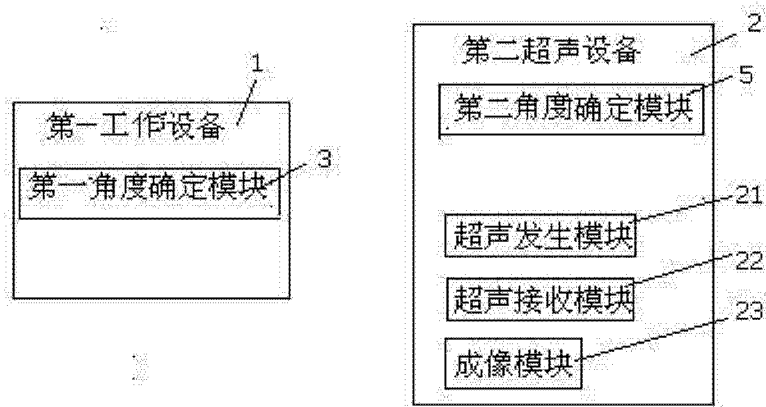 1
第一工作设备
第一角度确定模块
3
2
第二超声设备
5
第二角度确定模块
21
超声发生模块
22
超声接收模块
23
成像模块